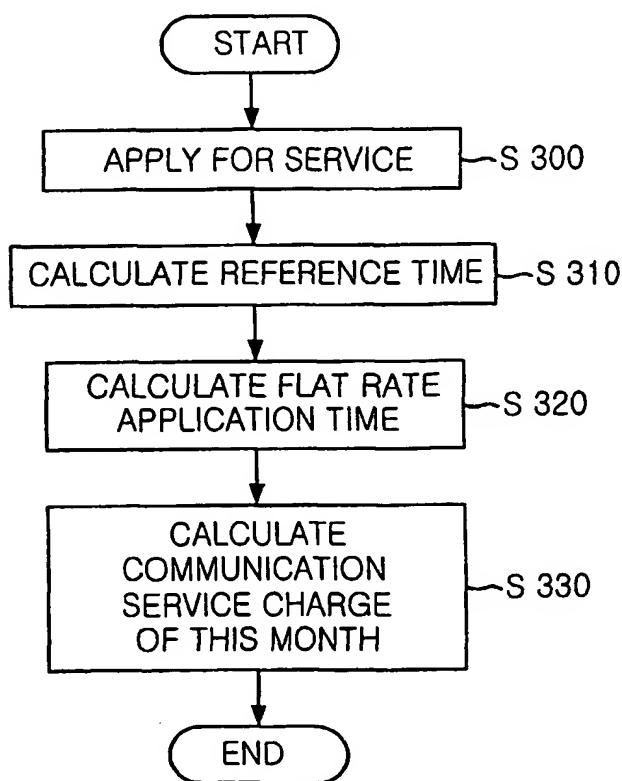 START
APPLY FOR SERVICE
S 300
CALCULATE REFERENCE TIME
S 310
CALCULATE FLAT RATE
APPLICATION TIME
S 320
CALCULATE
COMMUNICATION
SERVICE CHARGE
OF THIS MONTH
S 330
END